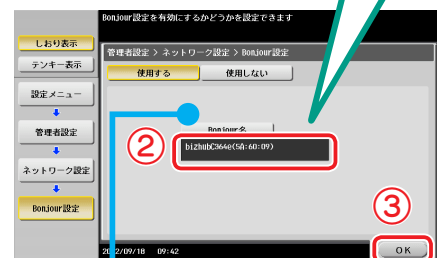 Bonjour設定を有効にするかどうかを設定できます
しおり表示
テンキー表示
設定メニュー
管理者設定
ネットワーク設定
Bonjour設定
管理者設定 > ネットワーク設定 > Bonjour設定
使用する
使用しない
Bonjour名
②
bizhubC364e(5A:60:09)
③
09/18 09:42
OK